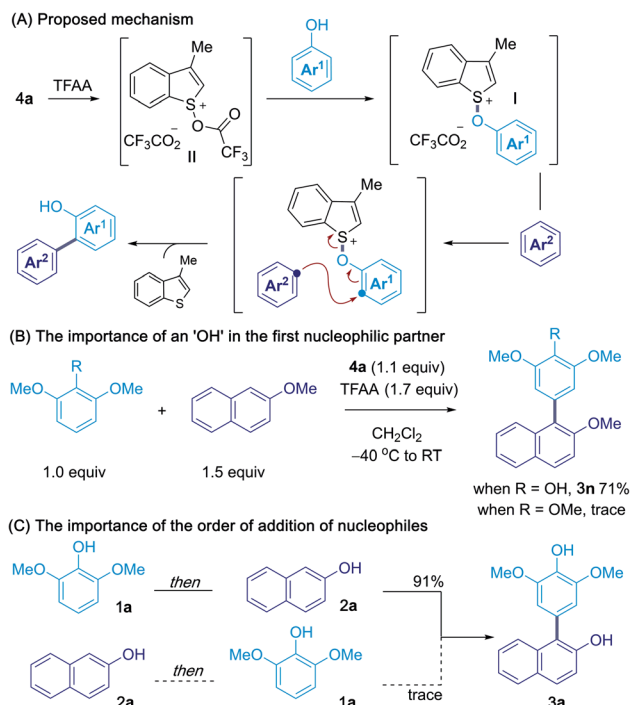 (A) Proposed mechanism
4a
TFAA
Me
S
+
O
O
CF3
CF3CO2−
II
OH
Ar1
Me
S
+
I
O
CF3CO2−
Ar1
Ar2
Me
S
+
O
Ar2
Ar1
HO
Ar1
Ar2
Me
S
(B) The importance of an 'OH' in the first nucleophilic partner
R
MeO
OMe
1.0 equiv
+
OMe
1.5 equiv
4a (1.1 equiv)
TFAA (1.7 equiv)
CH2Cl2
−40 °C to RT
R
MeO
OMe
OMe
when R = OH, 3n 71%
when R = OMe, trace
(C) The importance of the order of addition of nucleophiles
OH
MeO
OMe
1a
then
OH
2a
91%
OH
2a
then
OH
MeO
OMe
1a
trace
OH
MeO
OMe
OH
3a